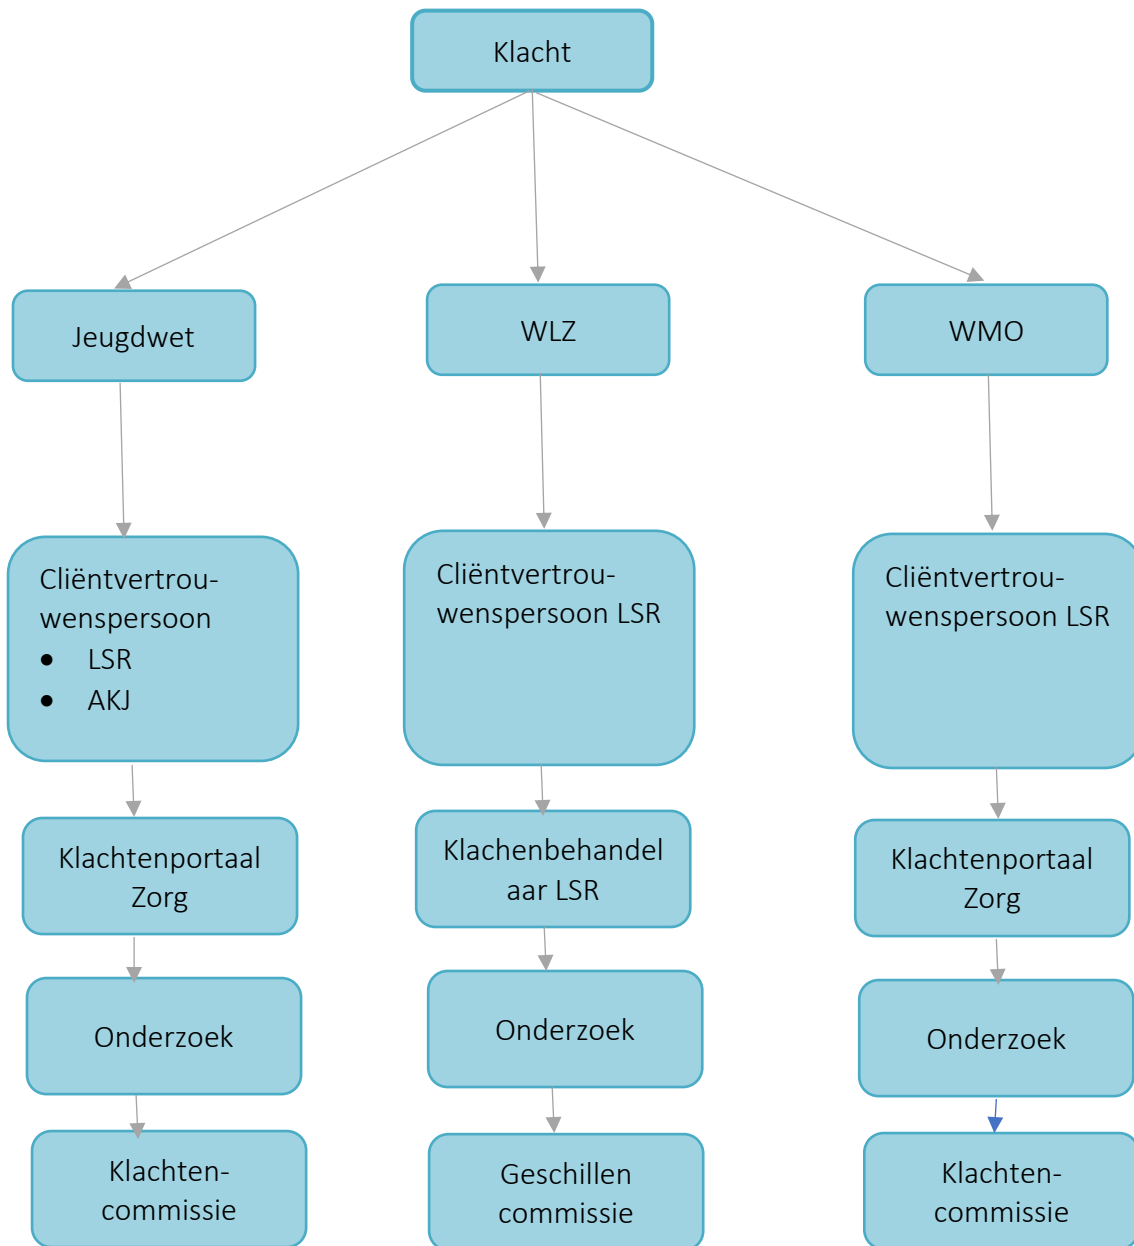 Klacht
Jeugdwet
WLZ
WMO
Cliëntvertrou-
wenspersoon
• LSR
• AKJ
Cliëntvertrou-
wenspersoon LSR
Cliëntvertrou-
wenspersoon LSR
Klachtenportaal
Zorg
Klachenbehandel
aar LSR
Klachtenportaal
Zorg
Onderzoek
Onderzoek
Onderzoek
Klachten-
commissie
Geschillen
commissie
Klachten-
commissie